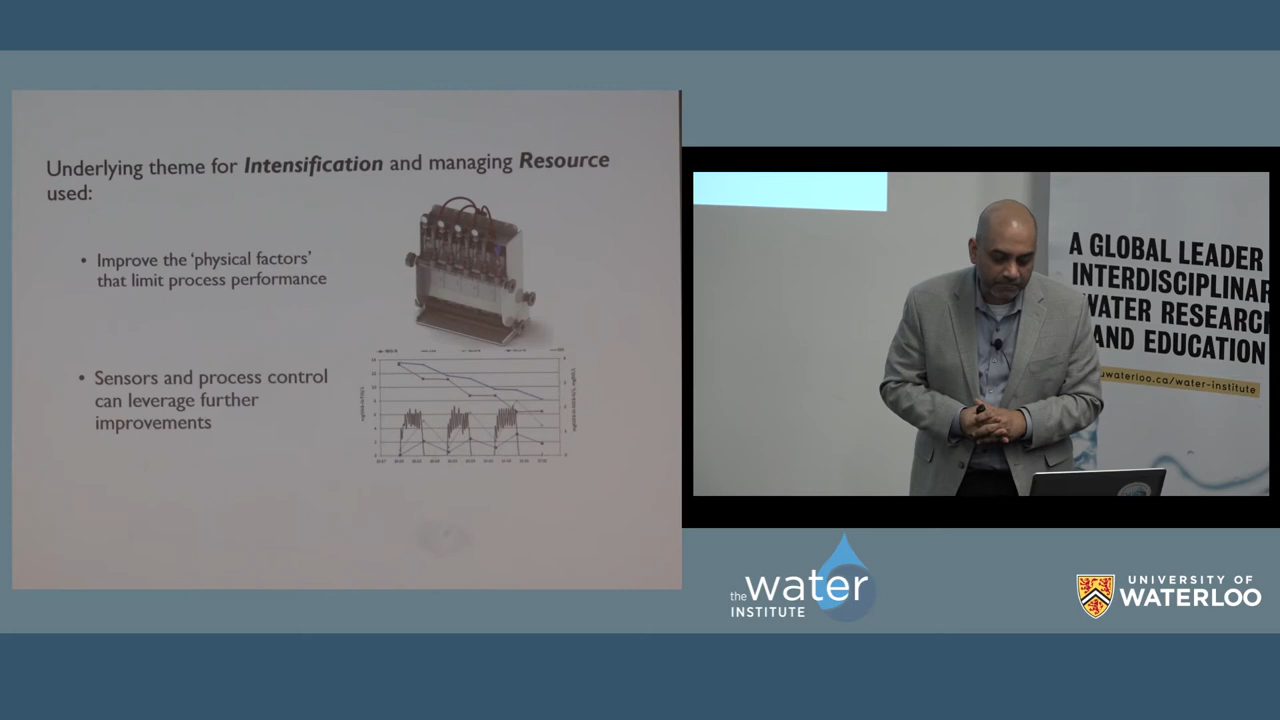 Underlying theme for Intensification and managing Resource
used:
• Improve the 'physical factors'
that limit process performance
• Sensors and process control
can leverage further
improvements
A GLOBAL LEADER
INTERDISCIPLINAR
WATER RESEARCH
AND EDUCATION
uwaterloo.ca/water-institute
the water
INSTITUTE
UNIVERSITY OF
WATERLOO